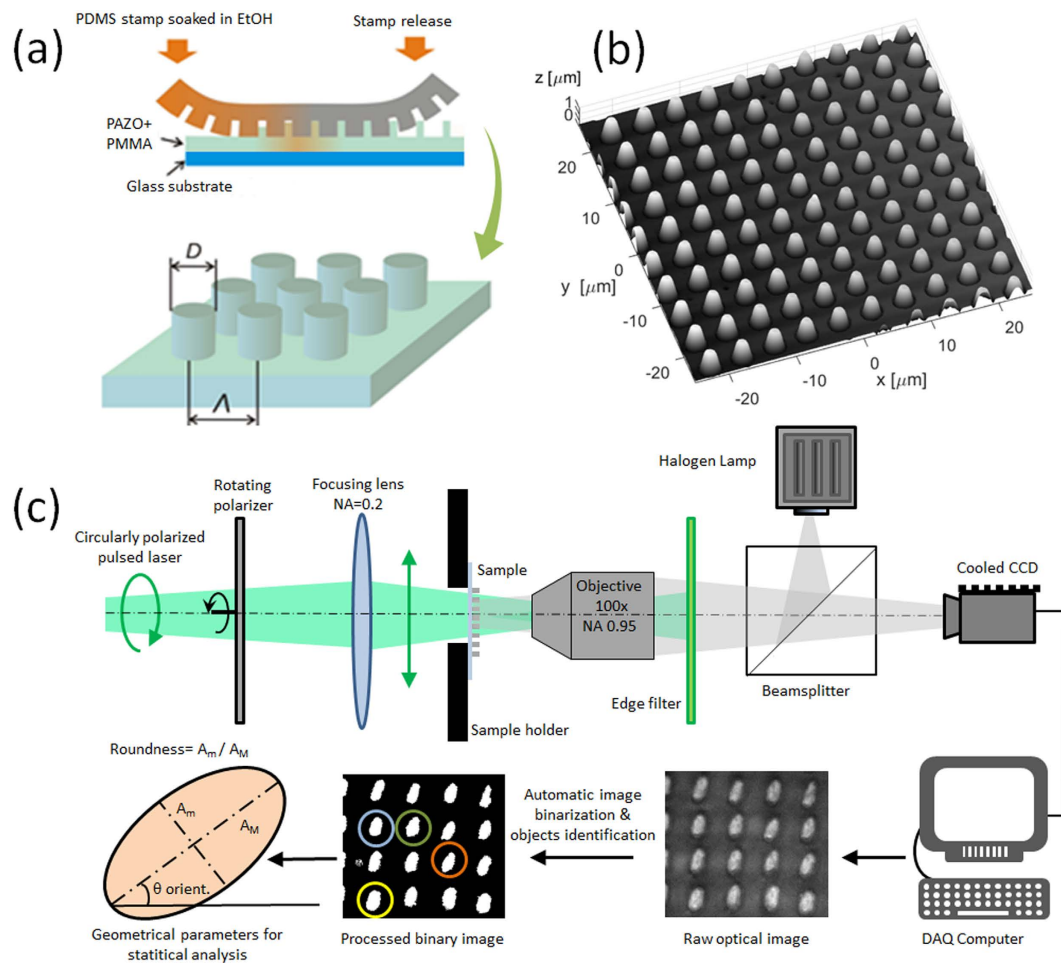 (a)
PDMS stamp soaked in EtOH
Stamp release
PAZO+
PMMA
Glass substrate
D
Λ
(b)
z [μm]
1
0
20
10
0
-10
-20
y [μm]
-20
-10
0
10
20
x [μm]
(c)
Circularly polarized
pulsed laser
Rotating
polarizer
Focusing lens
NA=0.2
Sample
Sample holder
Objective
100x
NA 0.95
Edge filter
Halogen Lamp
Beamsplitter
Cooled CCD
Roundness= Am / AM
Am
AM
θ orient.
Geometrical parameters for
statitical analysis
Processed binary image
Automatic image
binarization &
objects identification
Raw optical image
DAQ Computer